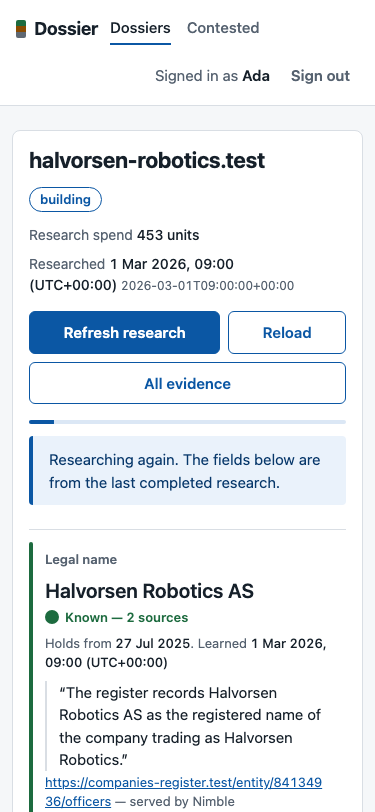 Dossier Dossiers Contested
Signed in as Ada Sign out
halvorsen-robotics.test
building
Research spend 453 units
Researched 1 Mar 2026, 09:00
(UTC+00:00) 2026-03-01T09:00:00+00:00
Refresh research Reload
All evidence
Researching again. The fields below are
from the last completed research.
Legal name
Halvorsen Robotics AS
Known — 2 sources
Holds from 27 Jul 2025. Learned 1 Mar 2026,
09:00 (UTC+00:00)
“The register records Halvorsen
Robotics AS as the registered name of
the company trading as Halvorsen
Robotics.”
https://companies-register.test/entity/841349
36/officers — served by Nimble